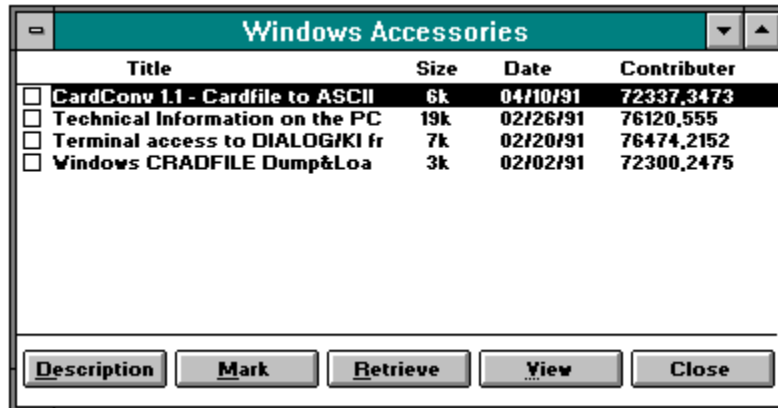 Windows Accessories
Title Size Date Contributer
CardConv 1.1 - Cardfile to ASCII 6k 04/10/91 72337,3473
Technical Information on the PC 19k 02/26/91 76120,555
Terminal access to DIALOG/KI fr 7k 02/20/91 76474,2152
Windows CRADFILE Dump&Loa 3k 02/02/91 72300,2475
Description Mark Retrieve View Close